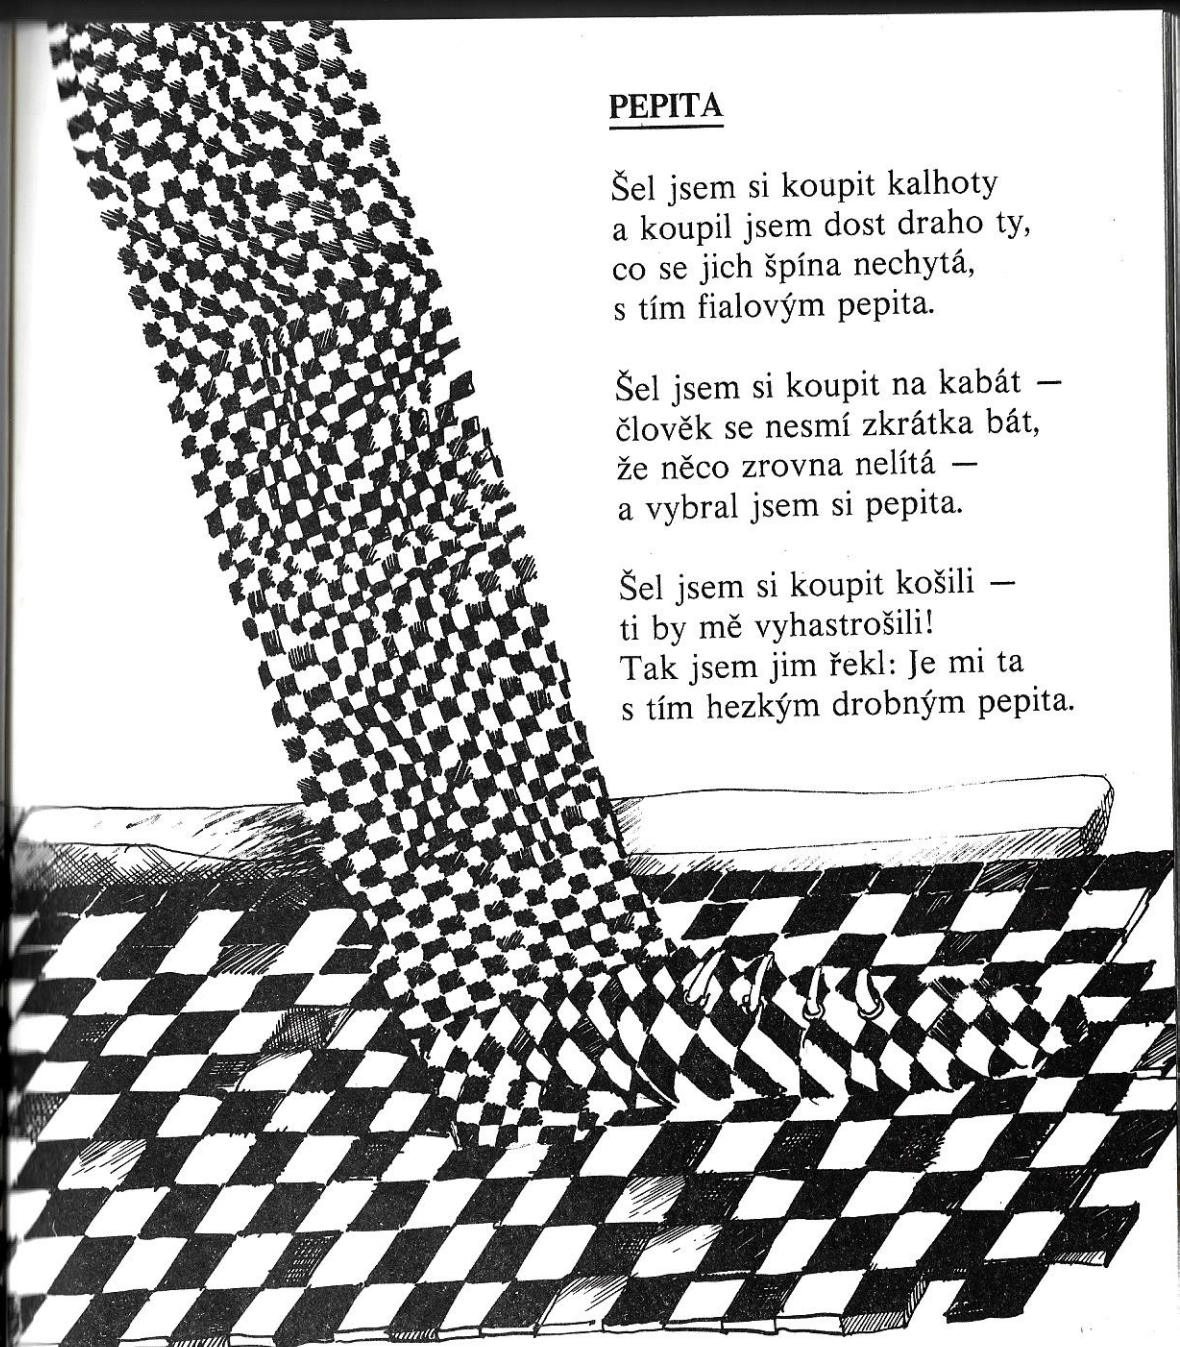 PEPITA
Šel jsem si koupit kalhoty
a koupil jsem dost draho ty,
co se jich špína nechytá,
s tím fialovým pepita.
Šel jsem si koupit na kabát —
člověk se nesmí zkrátka bát,
že něco zrovna nelítá —
a vybral jsem si pepita.
Šel jsem si koupit košili —
ti by mě vyhastrošili!
Tak jsem jim řekl: Je mi ta
s tím hezkým drobným pepita.